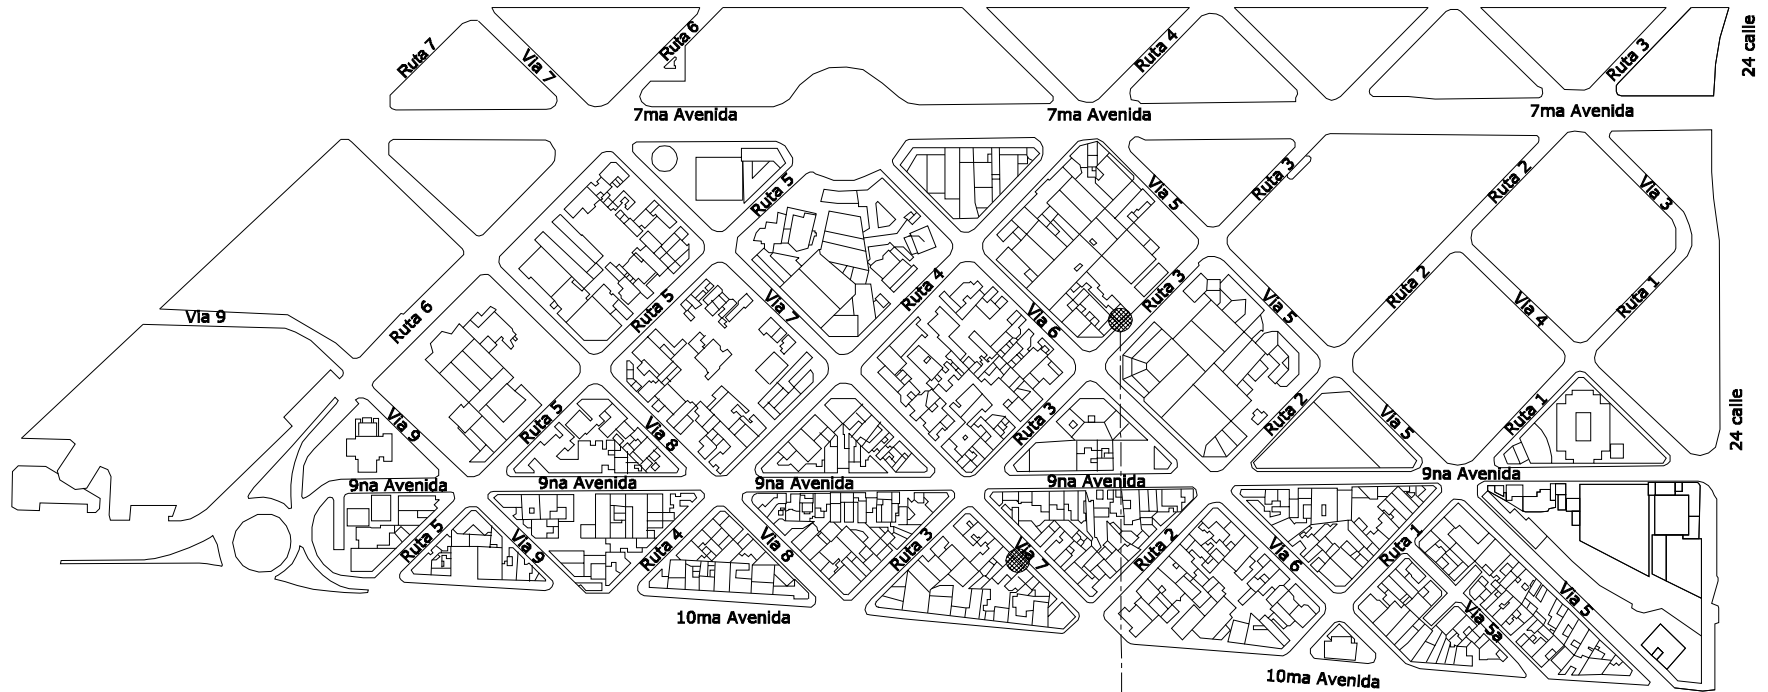 Ruta 7
Via 7
Ruta 6
Ruta 4
Ruta 3
24 calle
7ma Avenida
7ma Avenida
7ma Avenida
Ruta 5
Via 5
Ruta 3
Ruta 2
Via 3
Via 9
Ruta 6
Ruta 5
Via 7
Ruta 4
Via 6
Ruta 3
Via 5
Ruta 2
Via 4
Ruta 1
Via 9
Ruta 5
Via 8
Ruta 3
Ruta 2
Via 5
Ruta 1
24 calle
9na Avenida
9na Avenida
9na Avenida
9na Avenida
9na Avenida
Ruta 5
Via 9
Ruta 4
Via 8
Ruta 3
Via 7
Ruta 2
Via 6
Ruta 1
Via 5
Via 5a
10ma Avenida
10ma Avenida